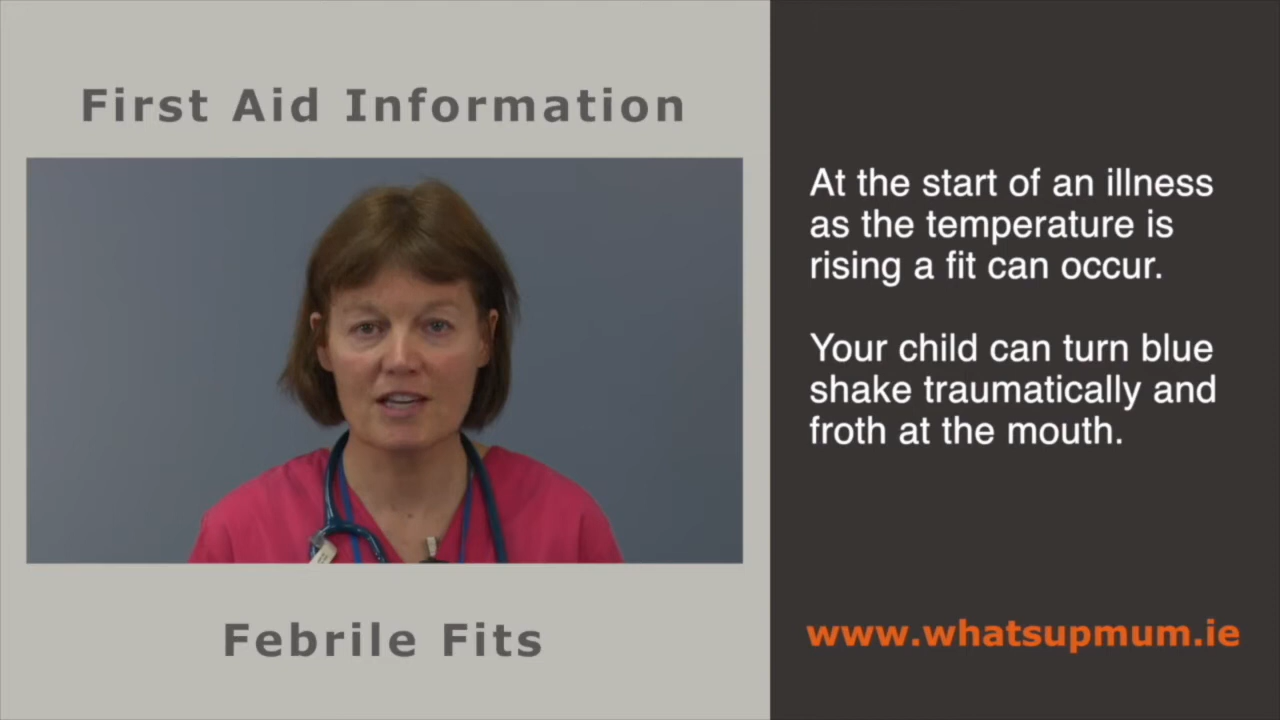 First Aid Information
At the start of an illness
as the temperature is
rising a fit can occur.
Your child can turn blue
shake traumatically and
froth at the mouth.
Febrile Fits
www.whatsupmum.ie